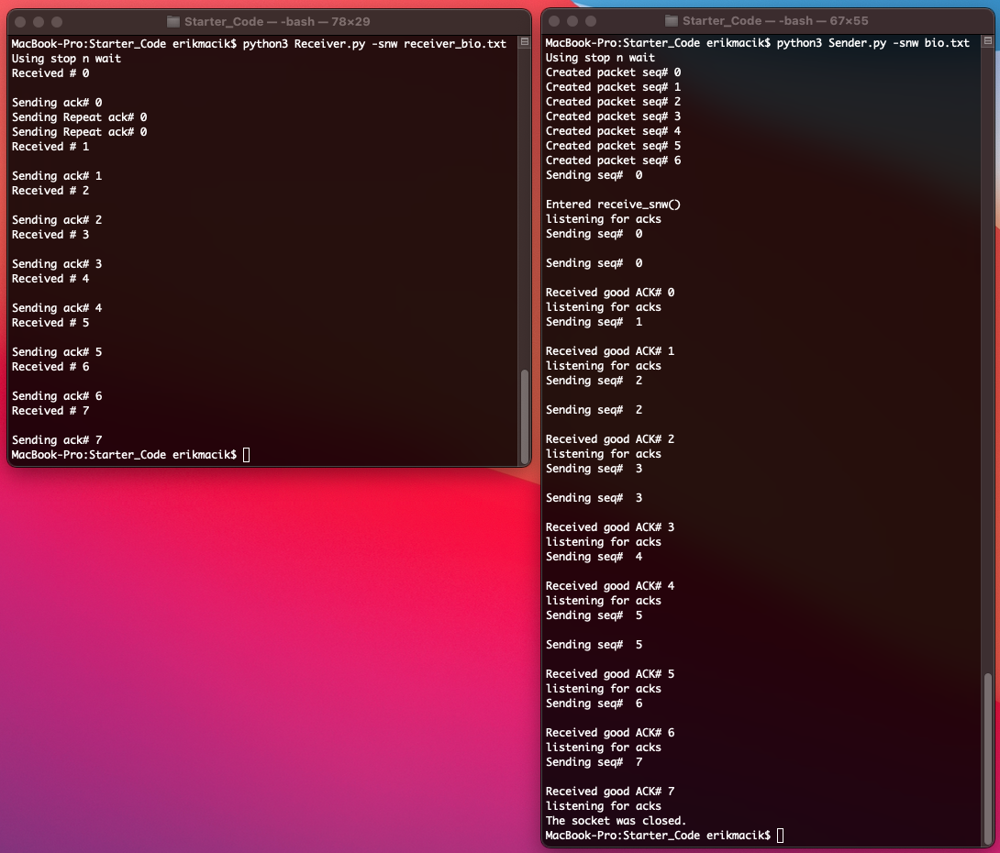 Starter_Code — -bash — 78×29
MacBook-Pro:Starter_Code erikmacik$ python3 Receiver.py -snw receiver_bio.txt
Using stop n wait
Received # 0
Sending ack# 0
Sending Repeat ack# 0
Sending Repeat ack# 0
Received # 1
Sending ack# 1
Received # 2
Sending ack# 2
Received # 3
Sending ack# 3
Received # 4
Sending ack# 4
Received # 5
Sending ack# 5
Received # 6
Sending ack# 6
Received # 7
Sending ack# 7
MacBook-Pro:Starter_Code erikmacik$
Starter_Code — -bash — 67×55
MacBook-Pro:Starter_Code erikmacik$ python3 Sender.py -snw bio.txt
Using stop n wait
Created packet seq# 0
Created packet seq# 1
Created packet seq# 2
Created packet seq# 3
Created packet seq# 4
Created packet seq# 5
Created packet seq# 6
Sending seq#  0
Entered receive_snw()
listening for acks
Sending seq#  0
Sending seq#  0
Received good ACK# 0
listening for acks
Sending seq#  1
Received good ACK# 1
listening for acks
Sending seq#  2
Sending seq#  2
Received good ACK# 2
listening for acks
Sending seq#  3
Sending seq#  3
Received good ACK# 3
listening for acks
Sending seq#  4
Received good ACK# 4
listening for acks
Sending seq#  5
Sending seq#  5
Received good ACK# 5
listening for acks
Sending seq#  6
Received good ACK# 6
listening for acks
Sending seq#  7
Received good ACK# 7
listening for acks
The socket was closed.
MacBook-Pro:Starter_Code erikmacik$